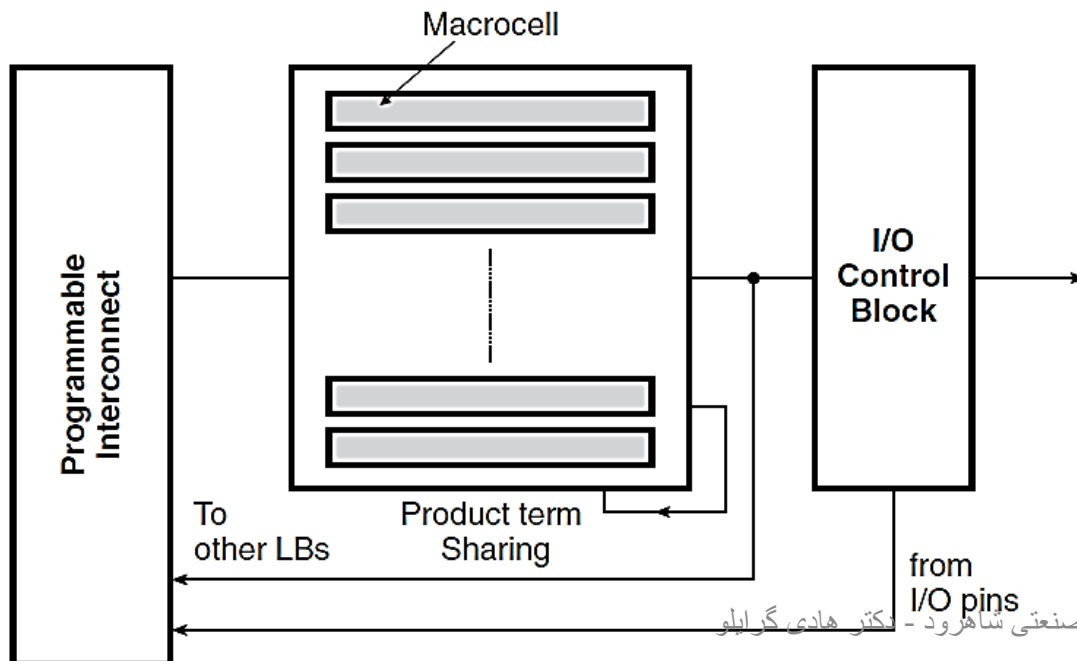 Macrocell
Programmable
Interconnect
I/O
Control
Block
To
other LBs
Product term
Sharing
from
I/O pins
صنعتی شاهرود - دکتر هادی گرایلو